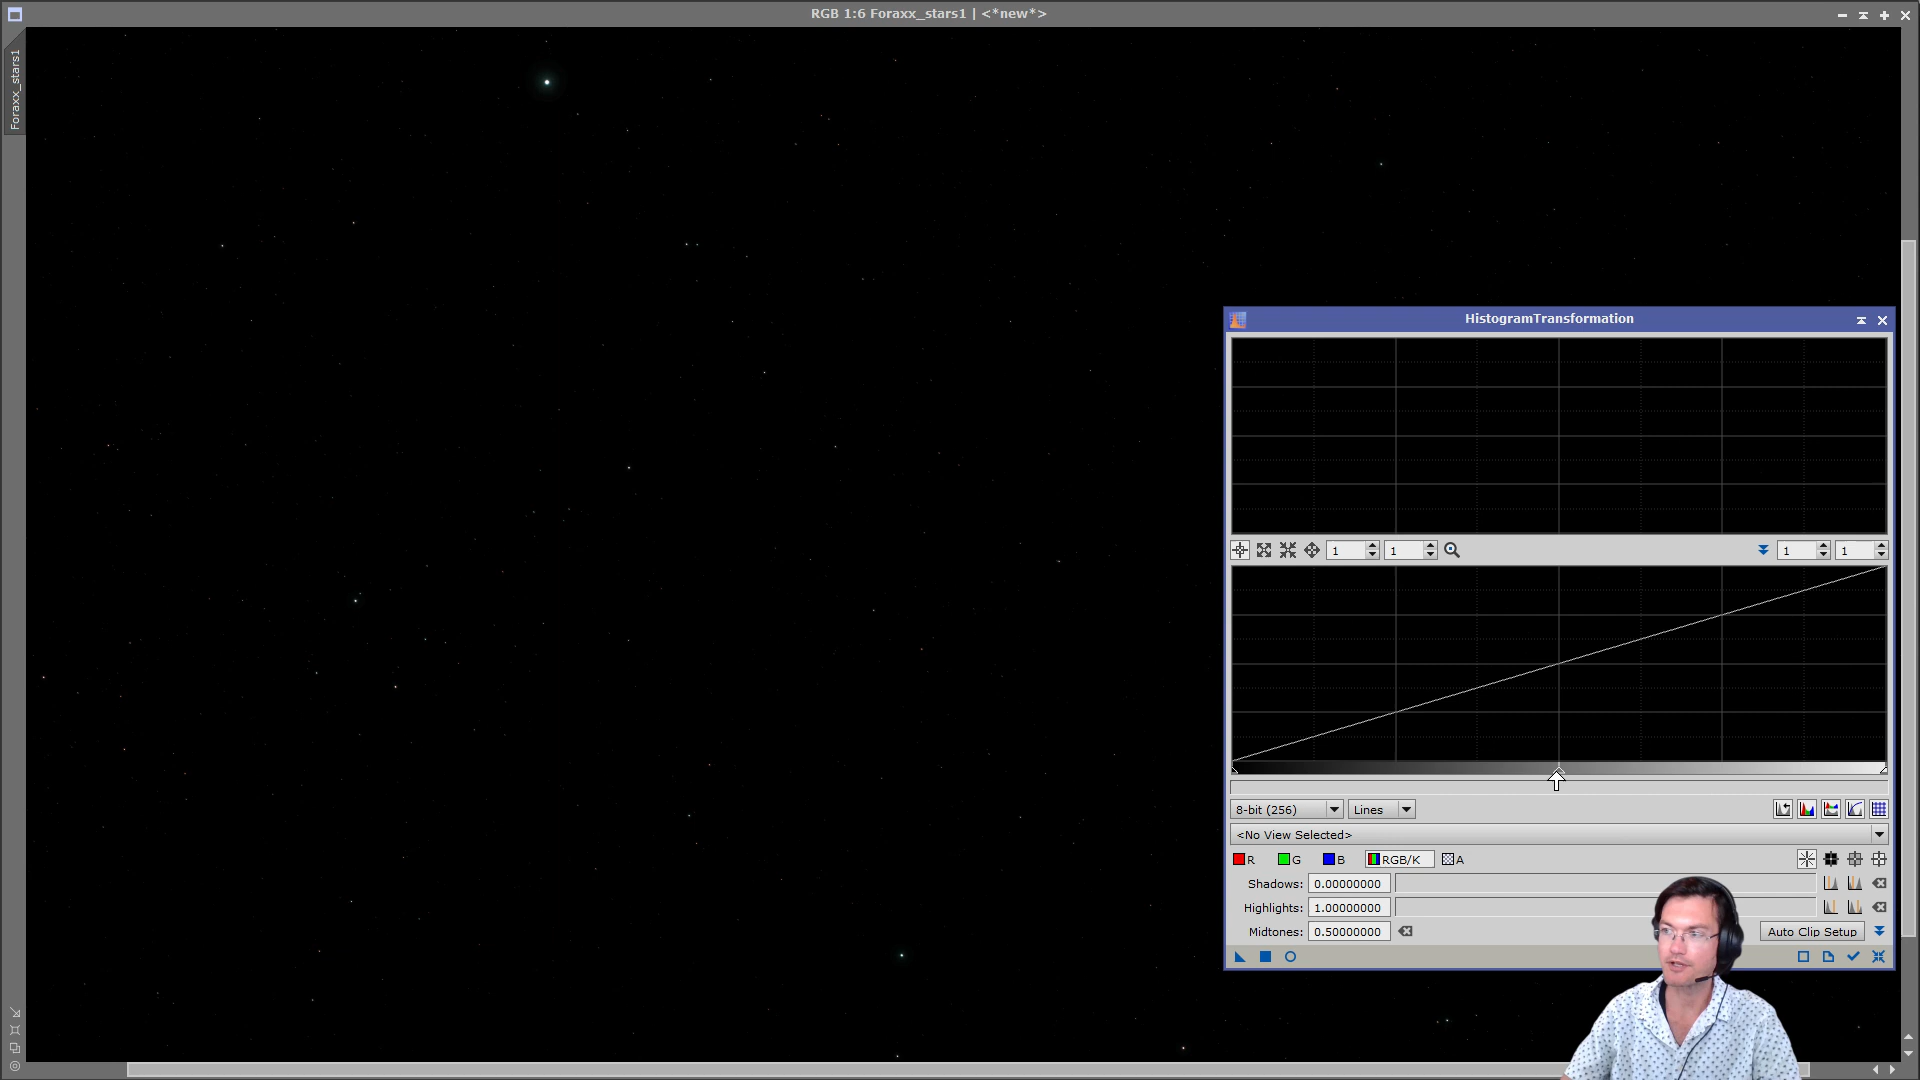 RGB 1:6 Foraxx_stars1 | <*new*>
Foraxx_stars1
HistogramTransformation
1 1 1 1
8-bit (256) Lines
<No View Selected>
R G B RGB/K A
Shadows: 0.00000000
Highlights: 1.00000000
Midtones: 0.50000000 Auto Clip Setup